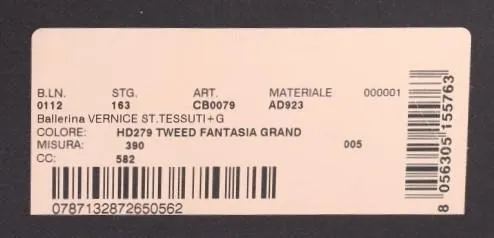 B.LN. STG. ART. MATERIALE 000001
0112 163 CB0079 AD923
Ballerina VERNICE ST.TESSUTI+G
COLORE: HD279 TWEED FANTASIA GRAND
MISURA: 390 005
CC: 582
0787132872650562
8 056305 155763